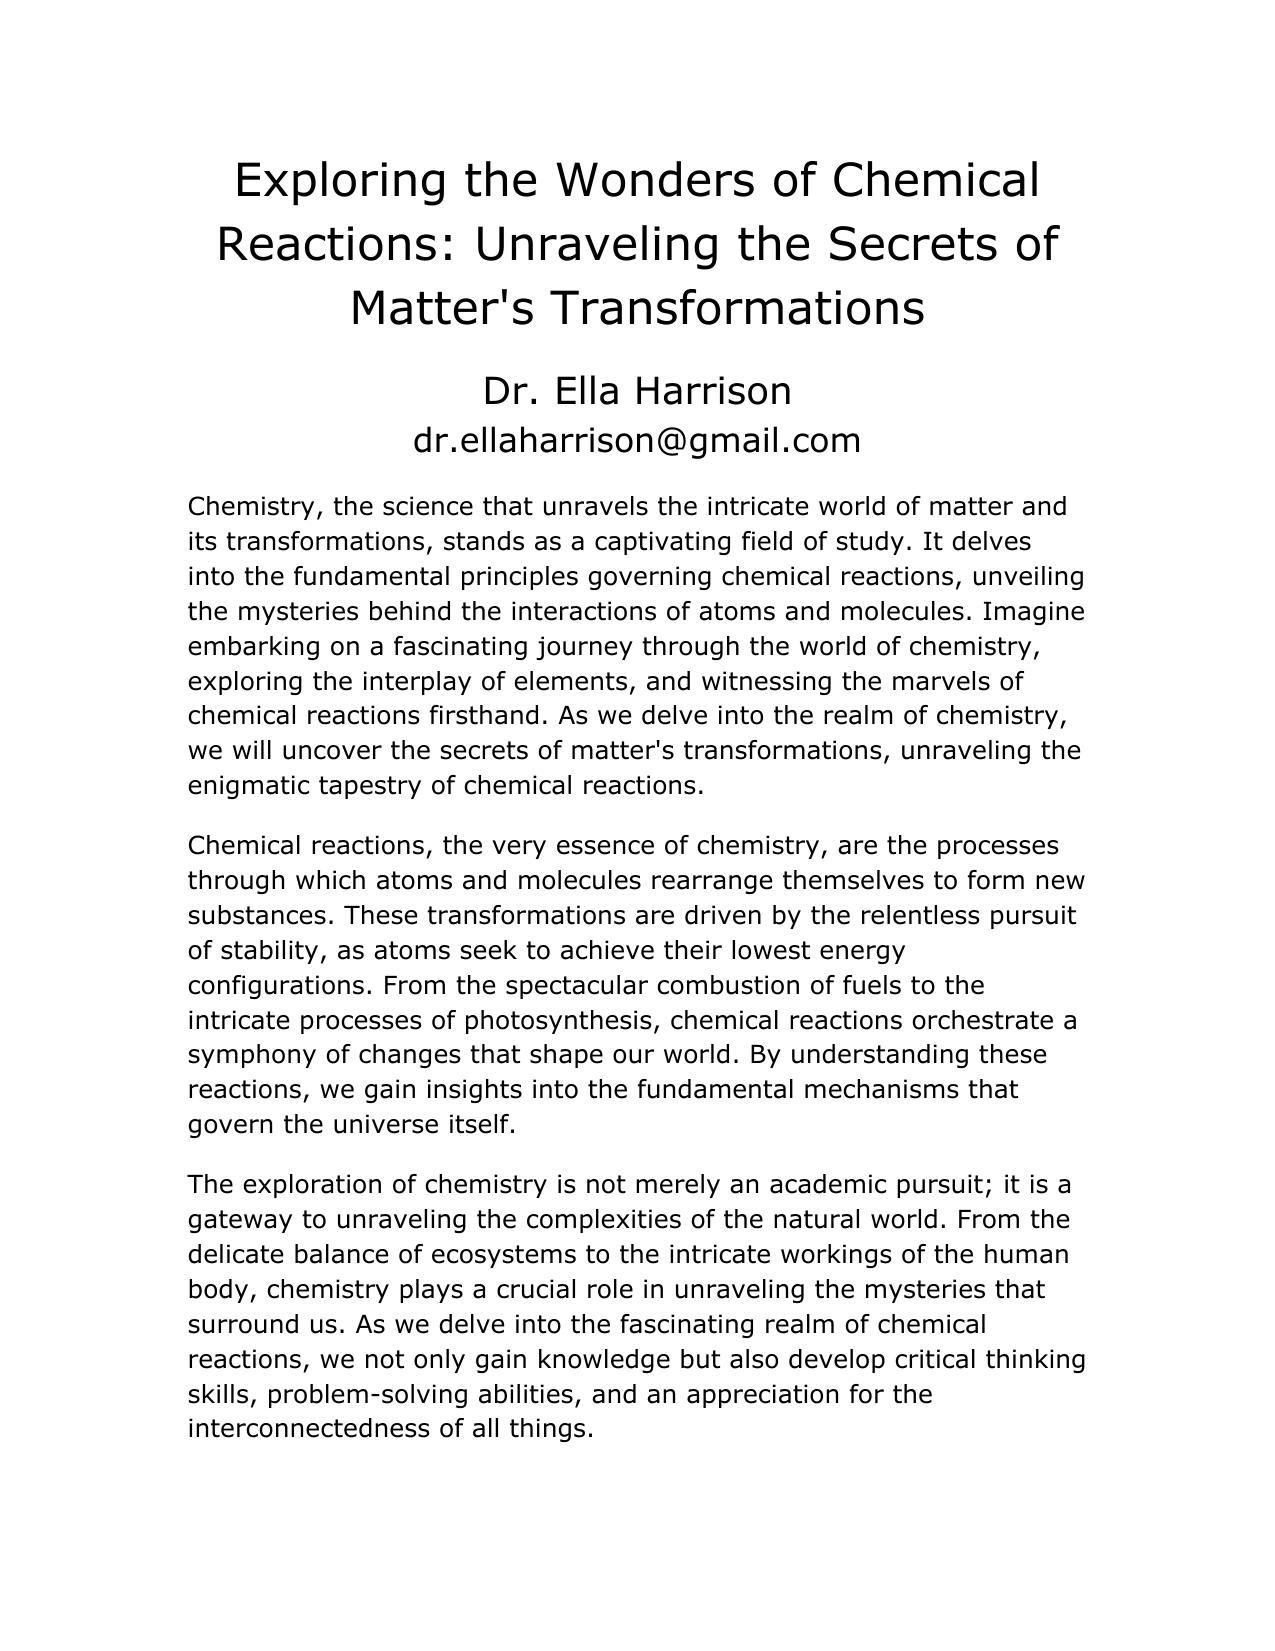 Exploring the Wonders of Chemical
Reactions: Unraveling the Secrets of
Matter's Transformations
Dr. Ella Harrison
dr.ellaharrison@gmail.com
Chemistry, the science that unravels the intricate world of matter and
its transformations, stands as a captivating field of study. It delves
into the fundamental principles governing chemical reactions, unveiling
the mysteries behind the interactions of atoms and molecules. Imagine
embarking on a fascinating journey through the world of chemistry,
exploring the interplay of elements, and witnessing the marvels of
chemical reactions firsthand. As we delve into the realm of chemistry,
we will uncover the secrets of matter's transformations, unraveling the
enigmatic tapestry of chemical reactions.
Chemical reactions, the very essence of chemistry, are the processes
through which atoms and molecules rearrange themselves to form new
substances. These transformations are driven by the relentless pursuit
of stability, as atoms seek to achieve their lowest energy
configurations. From the spectacular combustion of fuels to the
intricate processes of photosynthesis, chemical reactions orchestrate a
symphony of changes that shape our world. By understanding these
reactions, we gain insights into the fundamental mechanisms that
govern the universe itself.
The exploration of chemistry is not merely an academic pursuit; it is a
gateway to unraveling the complexities of the natural world. From the
delicate balance of ecosystems to the intricate workings of the human
body, chemistry plays a crucial role in unraveling the mysteries that
surround us. As we delve into the fascinating realm of chemical
reactions, we not only gain knowledge but also develop critical thinking
skills, problem-solving abilities, and an appreciation for the
interconnectedness of all things.